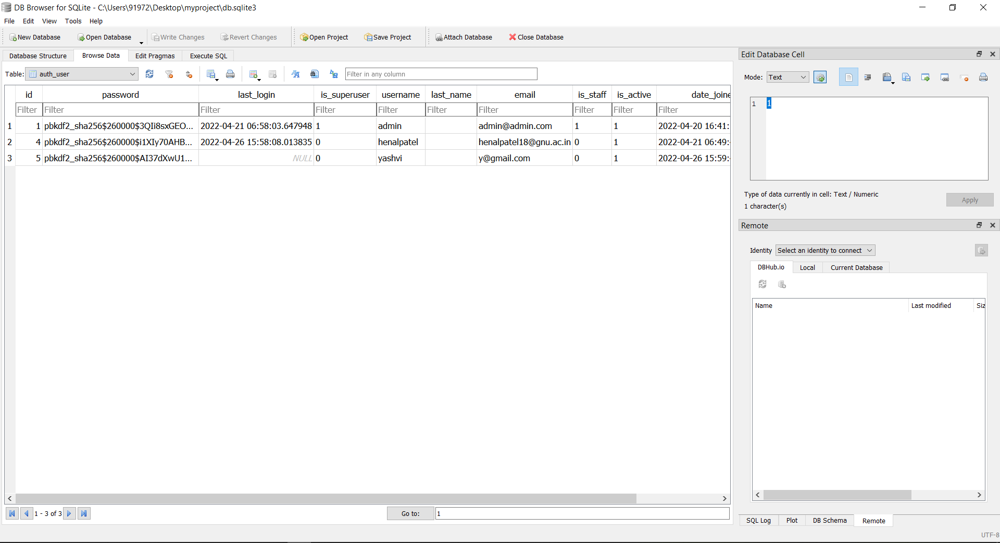 DB Browser for SQLite - C:\Users\91972\Desktop\myproject\db.sqlite3
File Edit View Tools Help
New Database Open Database Write Changes Revert Changes Open Project Save Project Attach Database Close Database
Database Structure Browse Data Edit Pragmas Execute SQL
Table: auth_user Filter in any column
id password last_login is_superuser username last_name email is_staff is_active date_joine
Filter Filter Filter Filter Filter Filter Filter Filter Filter Filter
1 1 pbkdf2_sha256$260000$3QIi8sxGEO... 2022-04-21 06:58:03.647948 1 admin admin@admin.com 1 1 2022-04-20 16:41:
2 4 pbkdf2_sha256$260000$i1XIy70AHB... 2022-04-26 15:58:08.013835 0 henalpatel henalpatel18@gnu.ac.in 0 1 2022-04-21 06:49:
3 5 pbkdf2_sha256$260000$AI37dXwU1... NULL 0 yashvi y@gmail.com 0 1 2022-04-26 15:59:
1 - 3 of 3 Go to: 1
Edit Database Cell
Mode: Text
1 1
Type of data currently in cell: Text / Numeric
1 character(s)
Apply
Remote
Identity Select an identity to connect
DBHub.io Local Current Database
Name Last modified Siz
SQL Log Plot DB Schema Remote
UTF-8